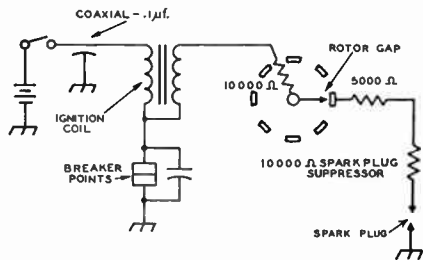 COAXIAL - .1µf.
ROTOR GAP
10000 Ω
5000 Ω
IGNITION
COIL
BREAKER
POINTS
10000 Ω SPARK PLUG
SUPPRESSOR
SPARK PLUG